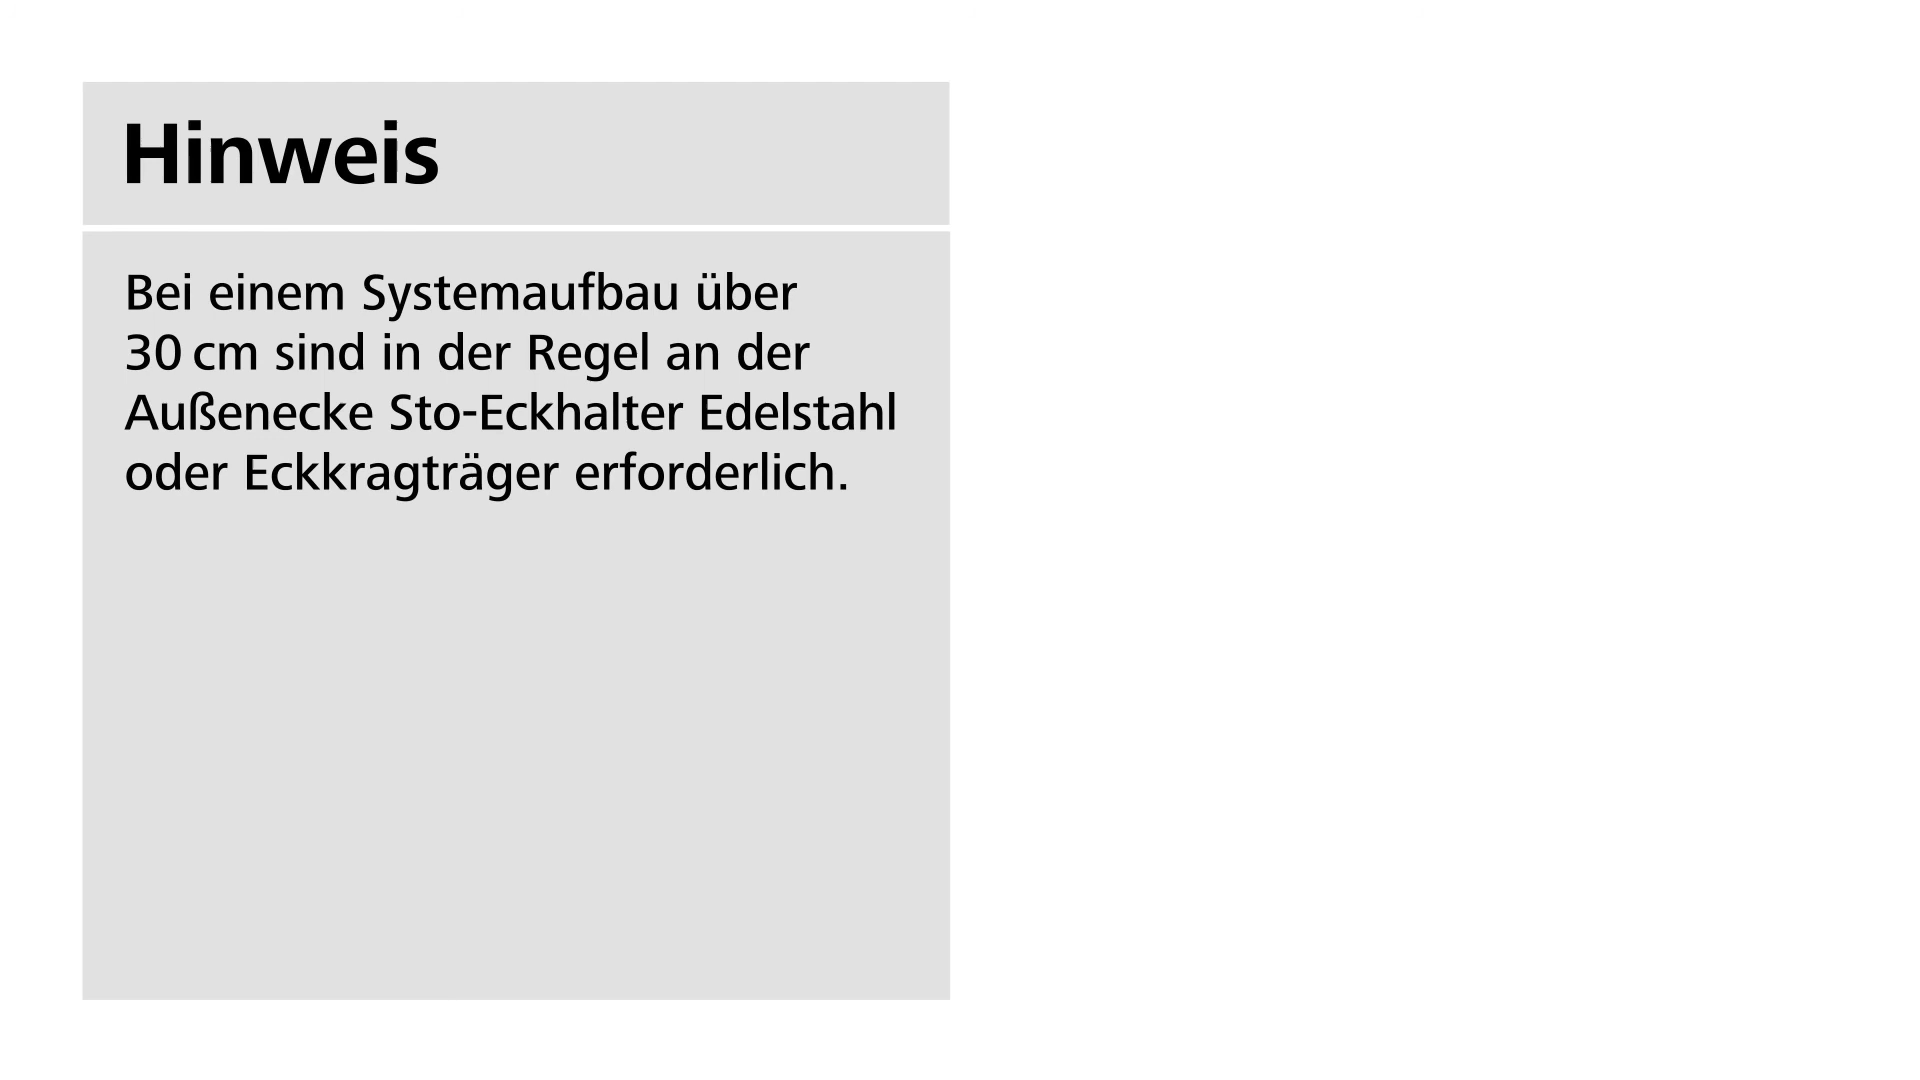 Hinweis
Bei einem Systemaufbau über
30 cm sind in der Regel an der
Außenecke Sto-Eckhalter Edelstahl
oder Eckkragträger erforderlich.